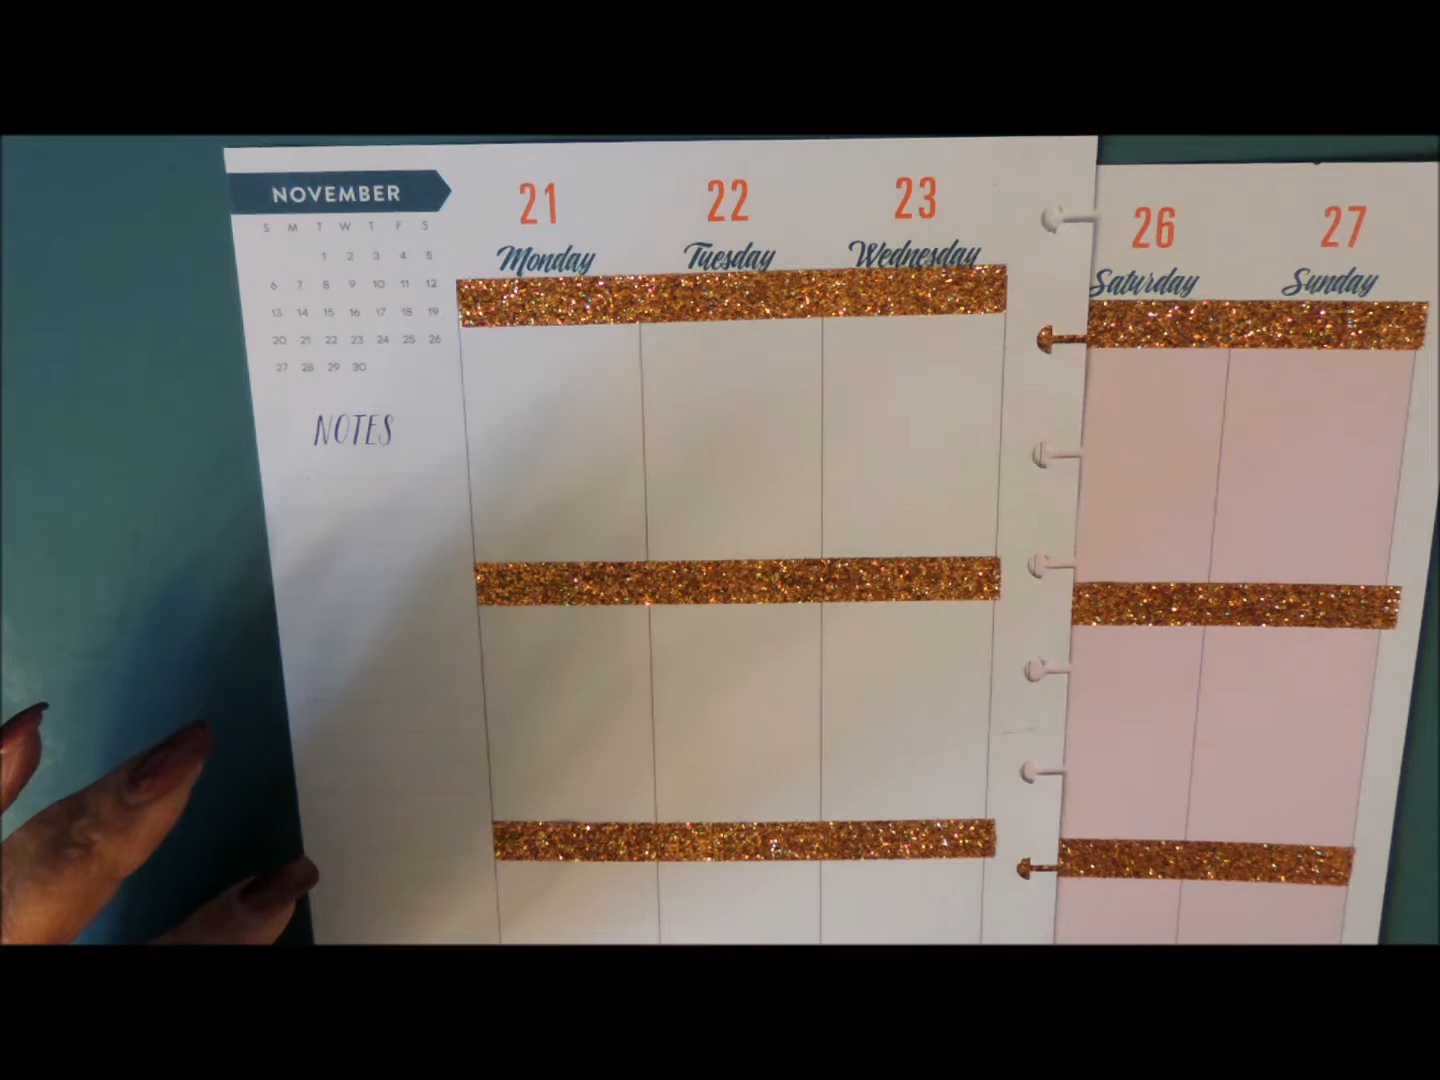 NOVEMBER
S M T W T F S
1 2 3 4 5
6 7 8 9 10 11 12
13 14 15 16 17 18 19
20 21 22 23 24 25 26
27 28 29 30
NOTES
21 22 23
Monday Tuesday Wednesday
26 27
Saturday Sunday